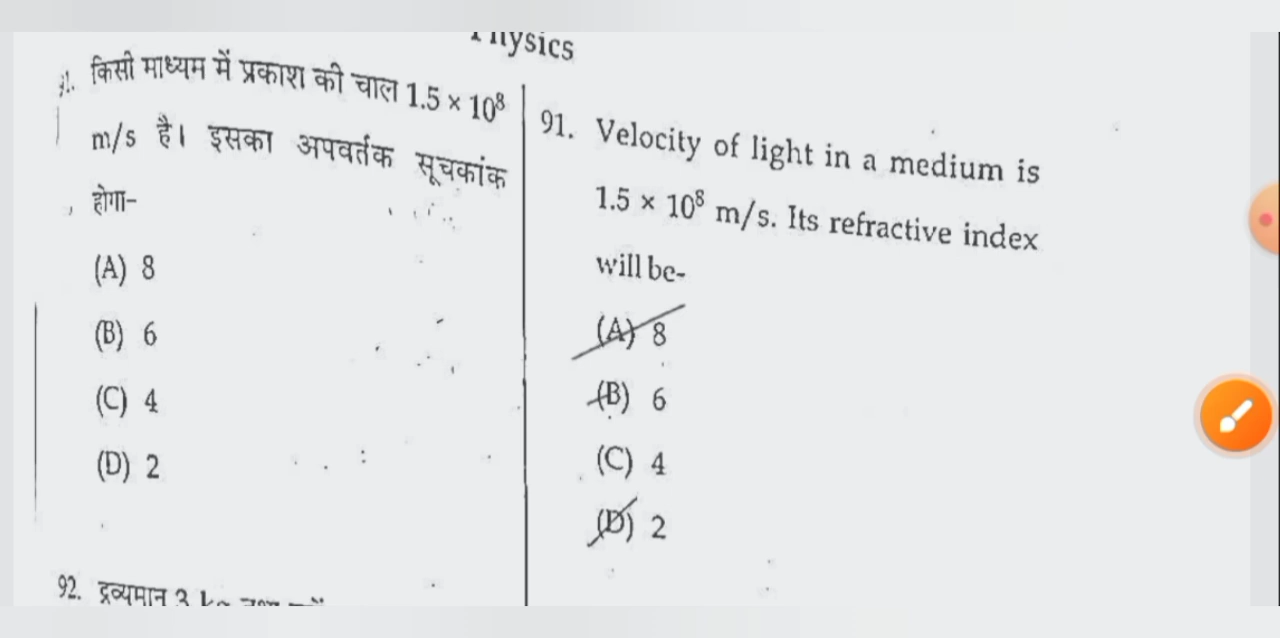 Physics
किसी माध्यम में प्रकाश की चाल 1.5 × 10⁸
m/s है। इसका अपवर्तक सूचकांक
होगा-
(A) 8
(B) 6
(C) 4
(D) 2
92. द्रव्यमान 3
91. Velocity of light in a medium is
1.5 × 10⁸ m/s. Its refractive index
will be-
(A) 8
(B) 6
(C) 4
(D) 2